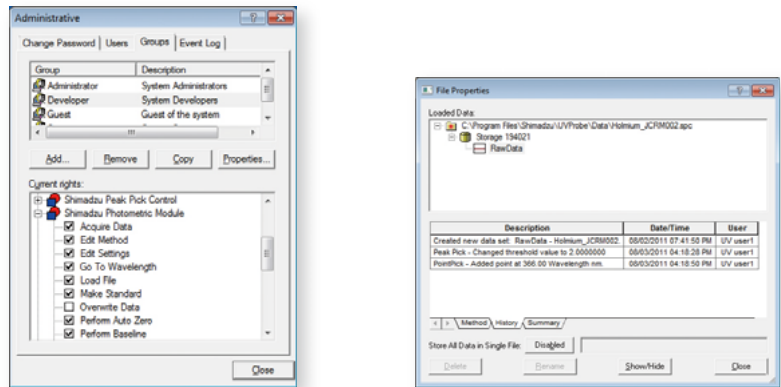 Administrative
Change Password Users Groups Event Log
Group Description
Administrator System Administrators
Developer System Developers
Guest Guest of the system
Add... Remove Copy Properties...
Current rights:
Shimadzu Peak Pick Control
Shimadzu Photometric Module
Acquire Data
Edit Method
Edit Settings
Go To Wavelength
Load File
Make Standard
Overwrite Data
Perform Auto Zero
Perform Baseline
Close
File Properties
Loaded Data:
C:\Program Files\Shimadzu\UVProbe\Data\Holmium_JCRM002.spc
Storage 194021
RawData
Description Date/Time User
Created new data set: RawData - Holmium_JCRM002. 08/02/2011 07:41:50 PM UV user1
Peak Pick - Changed threshold value to 2.0000000 08/03/2011 04:18:28 PM UV user1
PointPick - Added point at 366.00 Wavelength nm. 08/03/2011 04:18:50 PM UV user1
Method History Summary
Store All Data in Single File: Disabled
Delete Rename Show/Hide Close